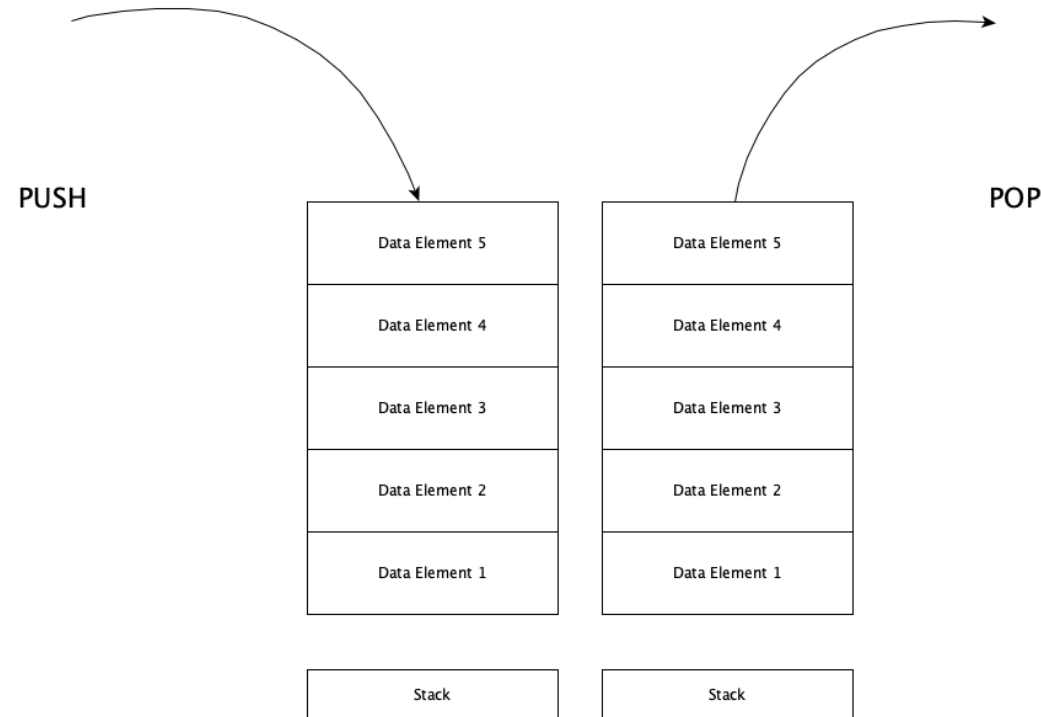 PUSH
POP
Data Element 5
Data Element 5
Data Element 4
Data Element 4
Data Element 3
Data Element 3
Data Element 2
Data Element 2
Data Element 1
Data Element 1
Stack
Stack